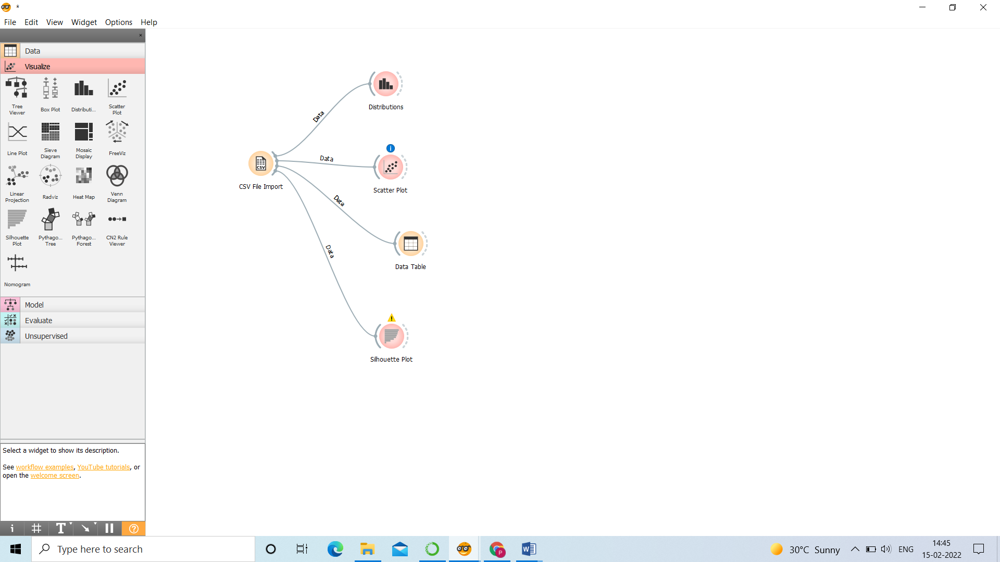 *
File Edit View Widget Options Help
×
Data
Visualize
Tree
Viewer
Box Plot
Distributi...
Scatter
Plot
Line Plot
Sieve
Diagram
Mosaic
Display
FreeViz
Linear
Projection
Radviz
Heat Map
Venn
Diagram
Silhouette
Plot
Pythago...
Tree
Pythago...
Forest
CN2 Rule
Viewer
Nomogram
Model
Evaluate
Unsupervised
Select a widget to show its description.
See workflow examples, YouTube tutorials, or
open the welcome screen.
i
T
?
CSV
CSV File Import
Data
Distributions
i
Data
Scatter Plot
Data
Data Table
Data
!
Silhouette Plot
Type here to search
P
W
30°C Sunny
ENG
14:45
15-02-2022